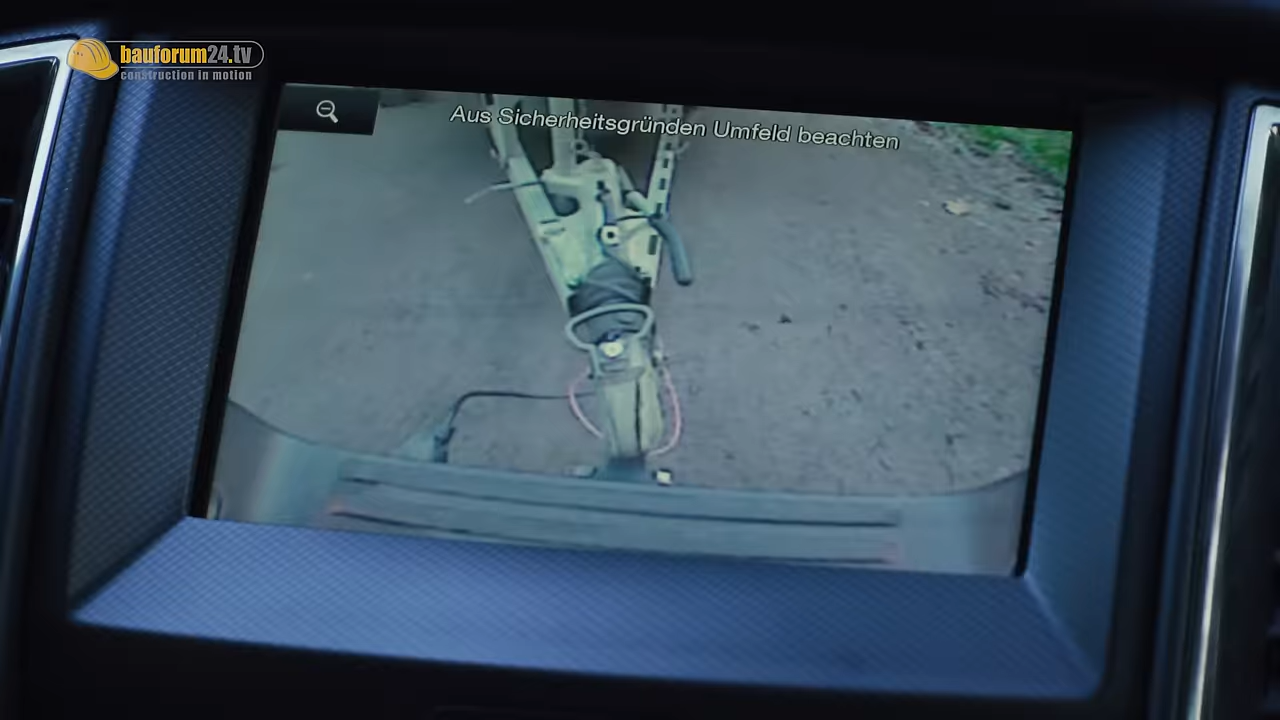 bauforum24.tv
construction in motion
Aus Sicherheitsgründen Umfeld beachten